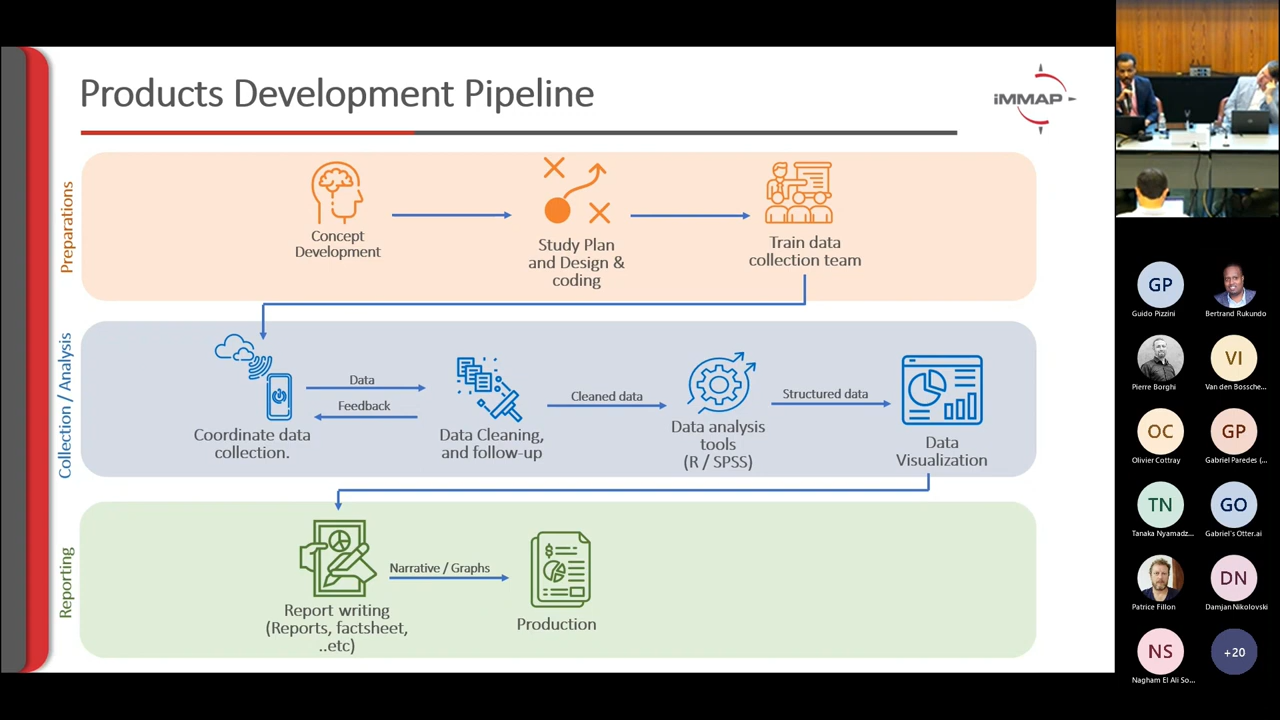 Products Development Pipeline
iMMAP
Preparations
Concept
Development
Study Plan
and Design &
coding
Train data
collection team
Collection / Analysis
Coordinate data
collection.
Data
Feedback
Data Cleaning,
and follow-up
Cleaned data
Data analysis
tools
(R / SPSS)
Structured data
Data
Visualization
Reporting
Report writing
(Reports, factsheet,
..etc)
Narrative / Graphs
Production
GP
Guido Pizzini
Bertrand Rukundo
Pierre Borghi
VI
Van den Bossche...
OC
Olivier Cottray
GP
Gabriel Paredes (...
TN
Tanaka Nyamadz...
GO
Gabriel's Otter.ai
Patrice Fillon
DN
Damjan Nikolovski
NS
Nagham El Ali So...
+20